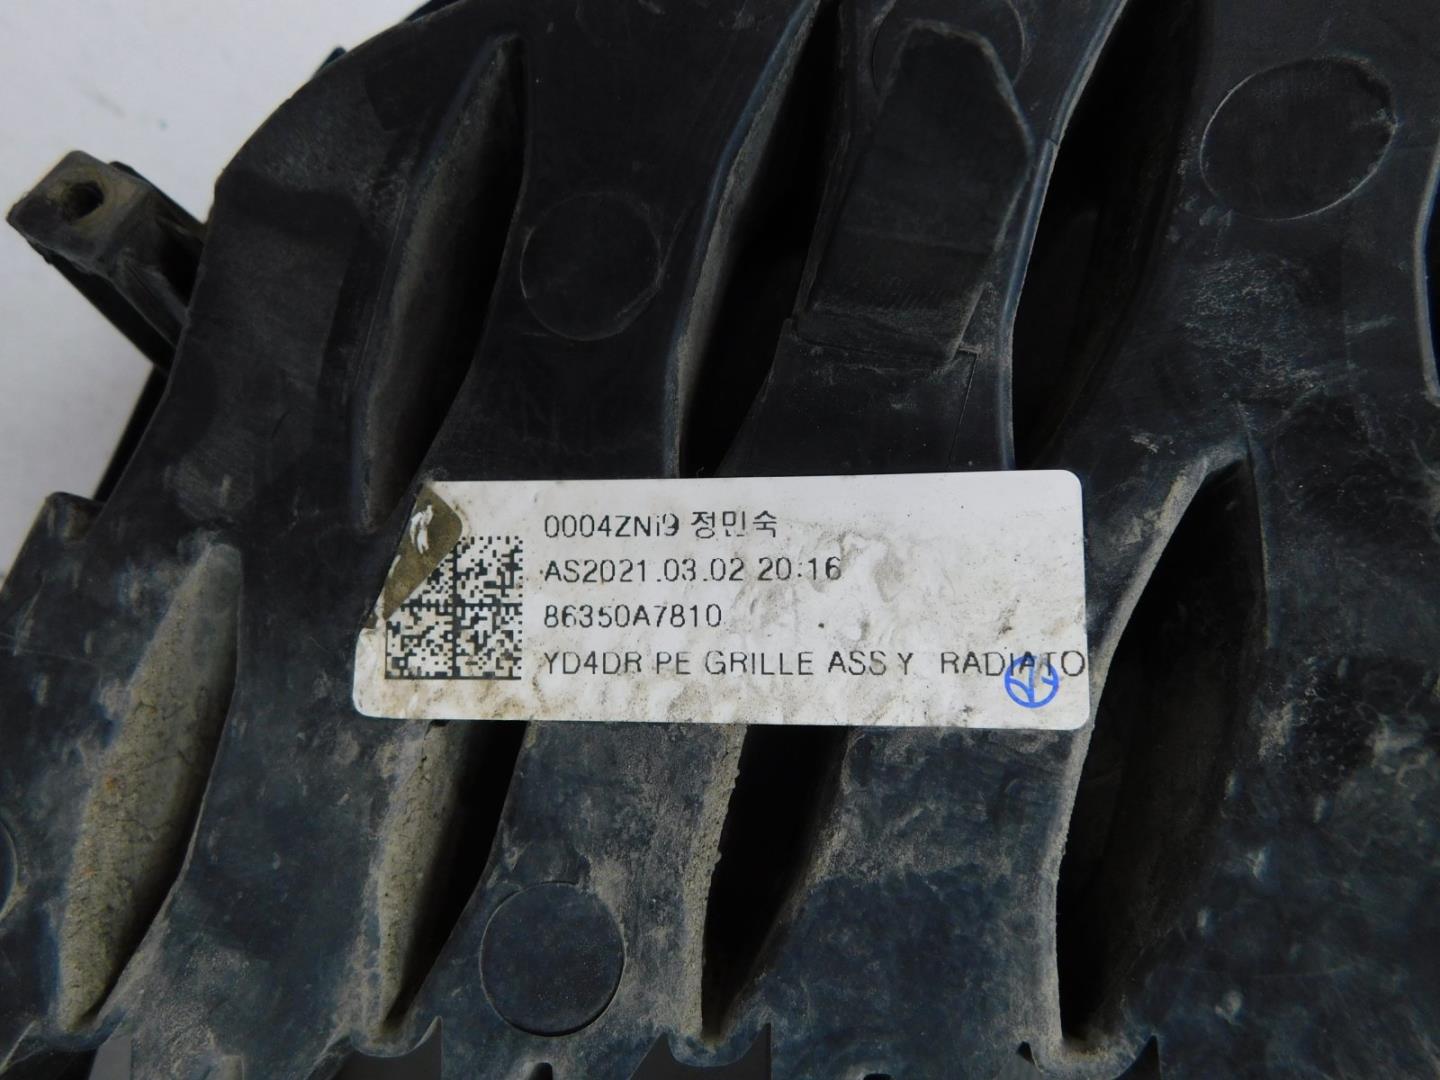 0004ZNi9 정민숙
AS2021.03.02 20:16
86350A7810
YD4DR PE GRILLE ASS Y RADIATO